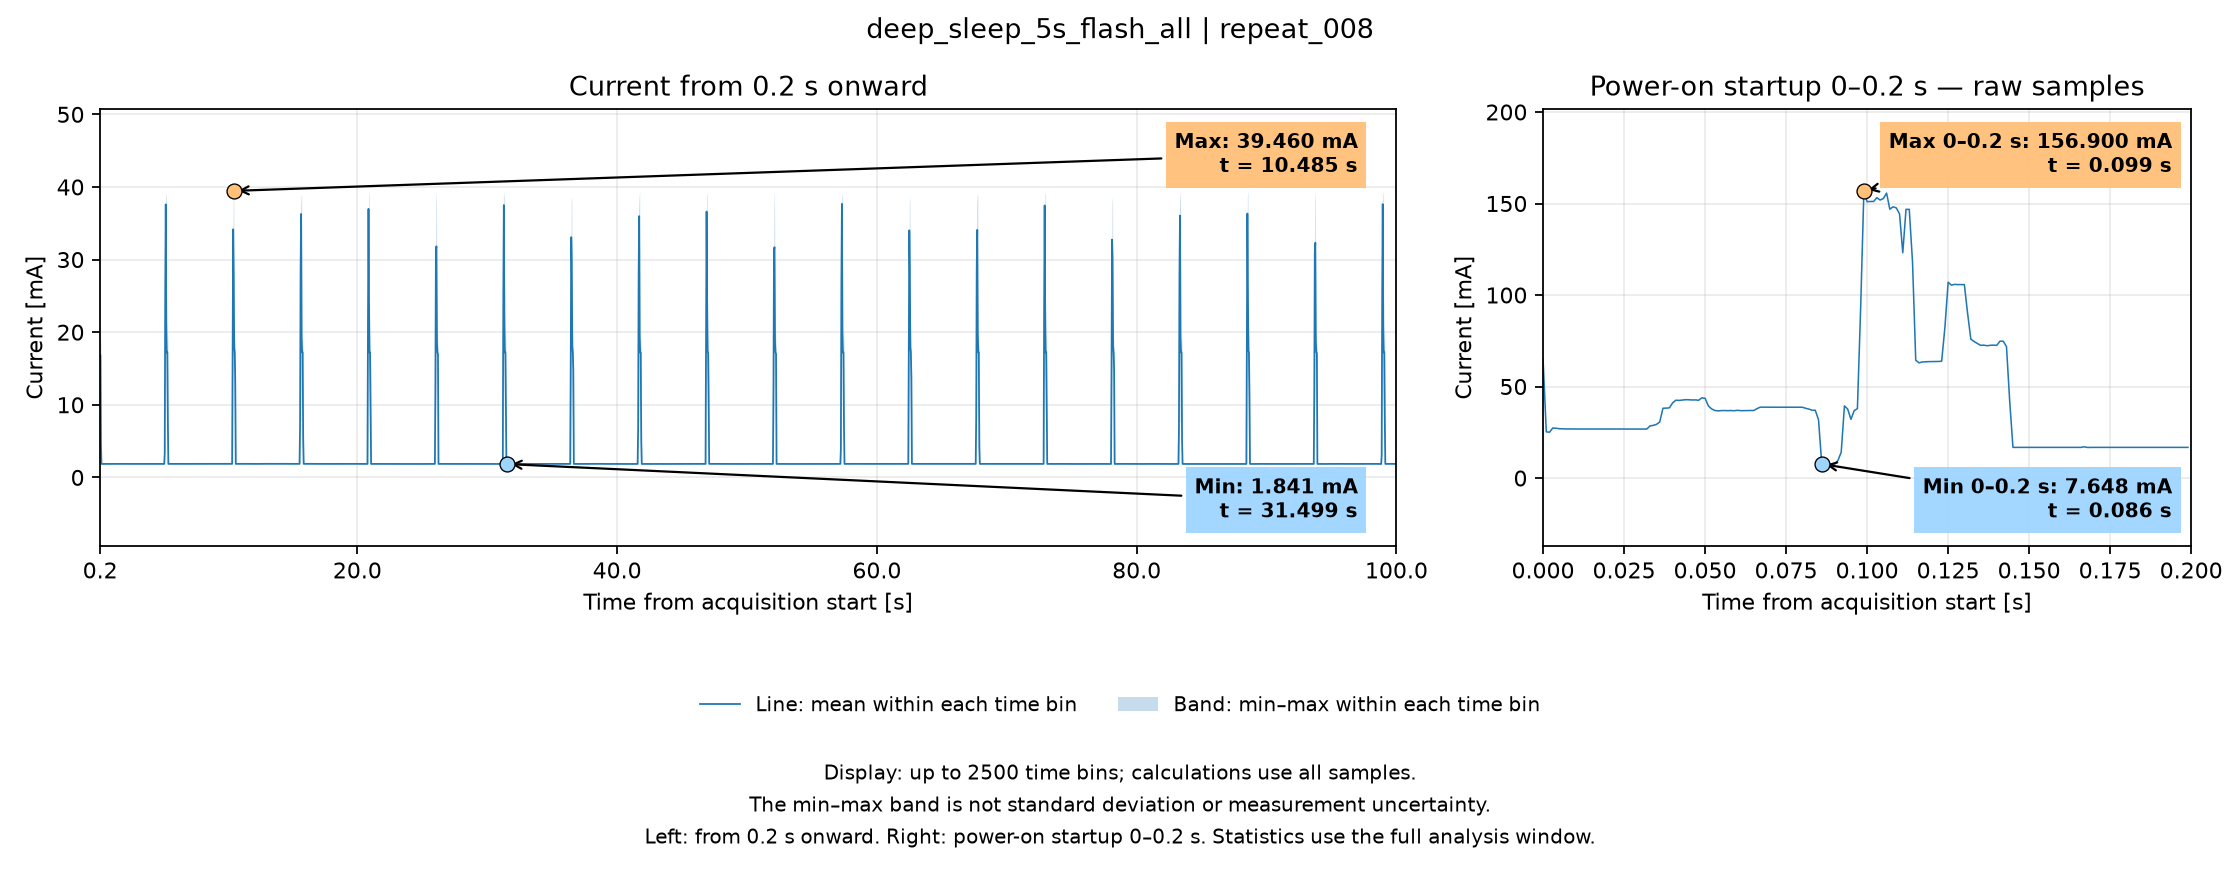 deep_sleep_5s_flash_all | repeat_008
Current from 0.2 s onward
Current [mA]
50
40
30
20
10
0
Max: 39.460 mA
t = 10.485 s
Min: 1.841 mA
t = 31.499 s
0.2
20.0
40.0
60.0
80.0
100.0
Time from acquisition start [s]
Power-on startup 0–0.2 s — raw samples
Current [mA]
200
150
100
50
0
Max 0–0.2 s: 156.900 mA
t = 0.099 s
Min 0–0.2 s: 7.648 mA
t = 0.086 s
0.000
0.025
0.050
0.075
0.100
0.125
0.150
0.175
0.200
Time from acquisition start [s]
Line: mean within each time bin
Band: min–max within each time bin
Display: up to 2500 time bins; calculations use all samples.
The min–max band is not standard deviation or measurement uncertainty.
Left: from 0.2 s onward. Right: power-on startup 0–0.2 s. Statistics use the full analysis window.